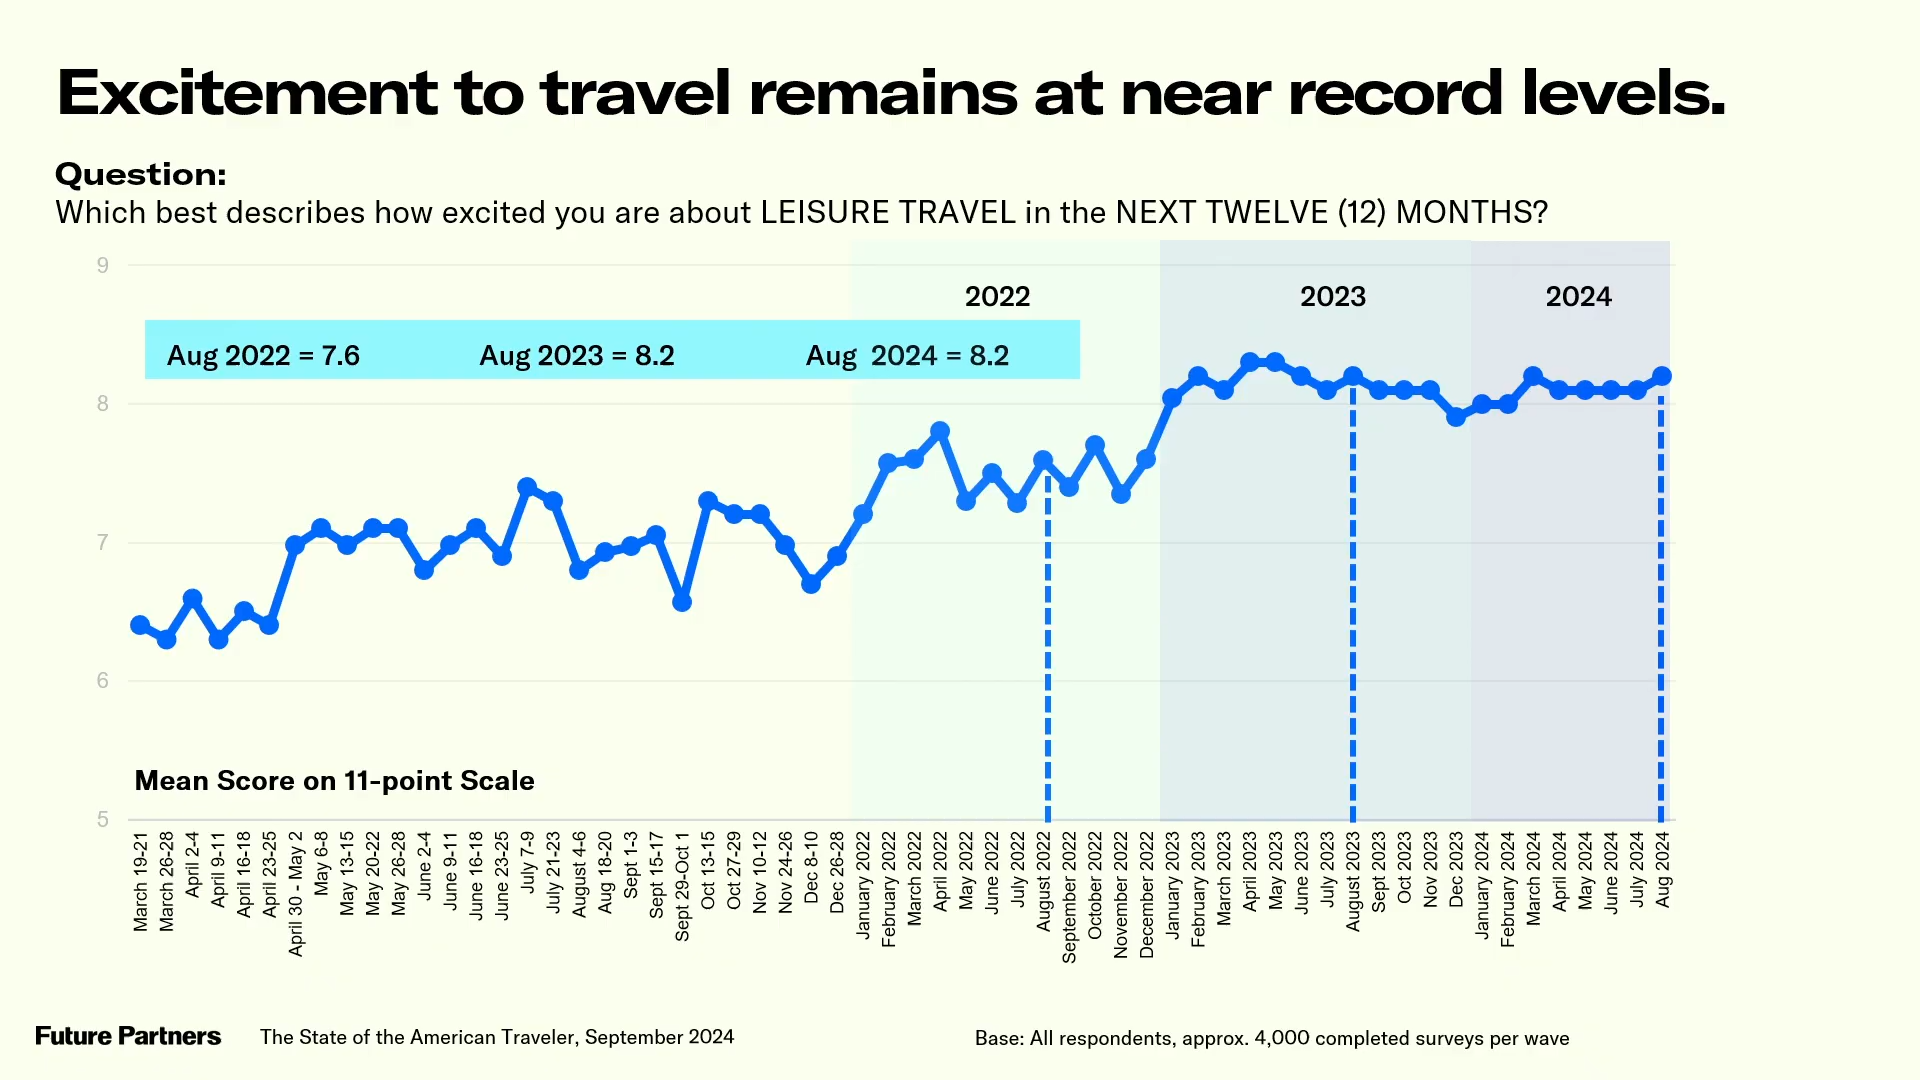 Excitement to travel remains at near record levels.
Question:
Which best describes how excited you are about LEISURE TRAVEL in the NEXT TWELVE (12) MONTHS?
9
2022
2023
2024
Aug 2022 = 7.6
Aug 2023 = 8.2
Aug 2024 = 8.2
8
7
6
Mean Score on 11-point Scale
5
March 19-21
March 26-28
April 2-4
April 9-11
April 16-18
April 23-25
April 30 - May 2
May 6-8
May 13-15
May 20-22
May 26-28
June 2-4
June 9-11
June 16-18
June 23-25
July 7-9
July 21-23
August 4-6
Aug 18-20
Sept 1-3
Sept 15-17
Sept 29-Oct 1
Oct 13-15
Oct 27-29
Nov 10-12
Nov 24-26
Dec 8-10
Dec 26-28
January 2022
February 2022
March 2022
April 2022
May 2022
June 2022
July 2022
August 2022
September 2022
October 2022
November 2022
December 2022
January 2023
February 2023
March 2023
April 2023
May 2023
June 2023
July 2023
August 2023
Sept 2023
Oct 2023
Nov 2023
Dec 2023
January 2024
February 2024
March 2024
April 2024
May 2024
June 2024
July 2024
Aug 2024
Future Partners
The State of the American Traveler, September 2024
Base: All respondents, approx. 4,000 completed surveys per wave